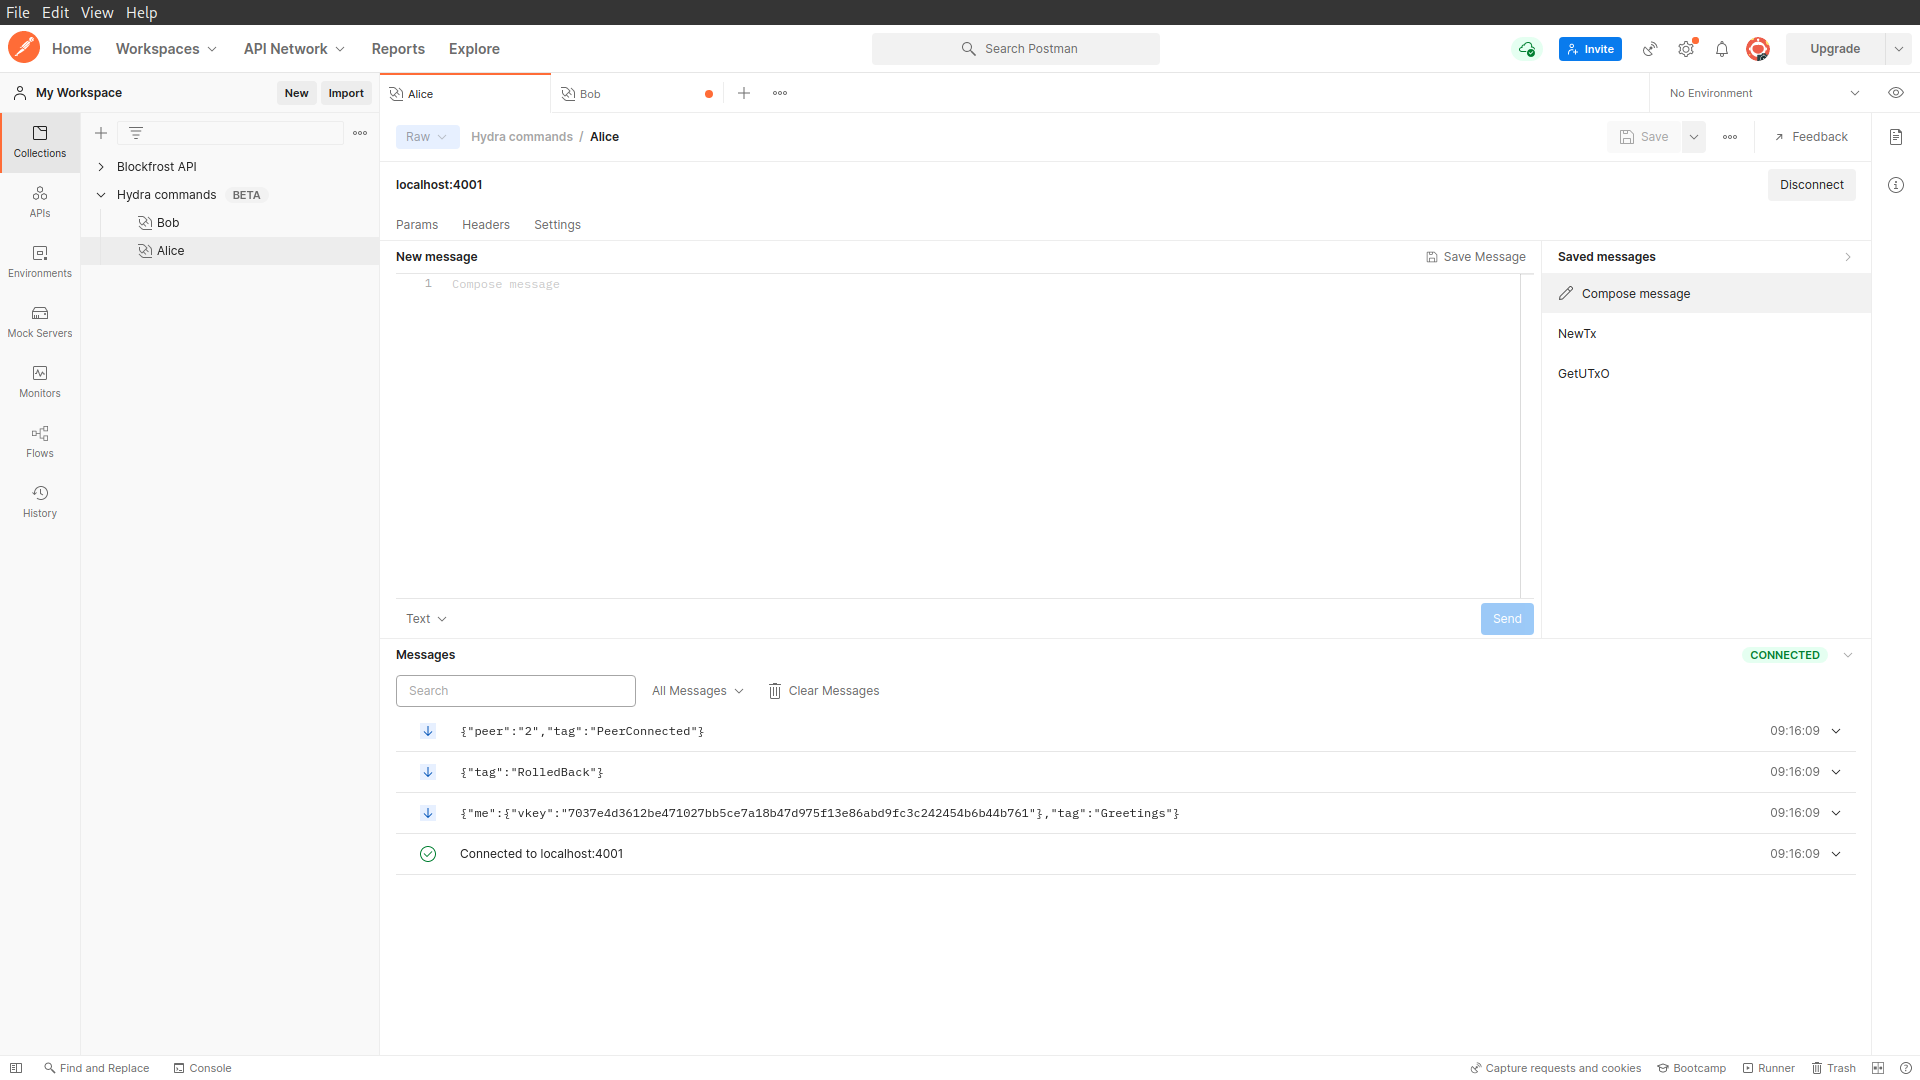 File Edit View Help
Home Workspaces API Network Reports Explore Search Postman Invite Upgrade
My Workspace New Import Alice Bob No Environment
Collections
Raw Hydra commands / Alice Save Feedback
Blockfrost API
Hydra commands BETA
localhost:4001 Disconnect
APIs
Bob
Params Headers Settings
Alice
New message Save Message Saved messages
Environments
1 Compose message
Compose message
Mock Servers
NewTx
GetUTxO
Monitors
Flows
History
Text Send
Messages CONNECTED
Search All Messages Clear Messages
{"peer":"2","tag":"PeerConnected"} 09:16:09
{"tag":"RolledBack"} 09:16:09
{"me":{"vkey":"7037e4d3612be471027bb5ce7a18b47d975f13e86abd9fc3c242454b6b44b761"},"tag":"Greetings"} 09:16:09
Connected to localhost:4001 09:16:09
Find and Replace Console Capture requests and cookies Bootcamp Runner Trash